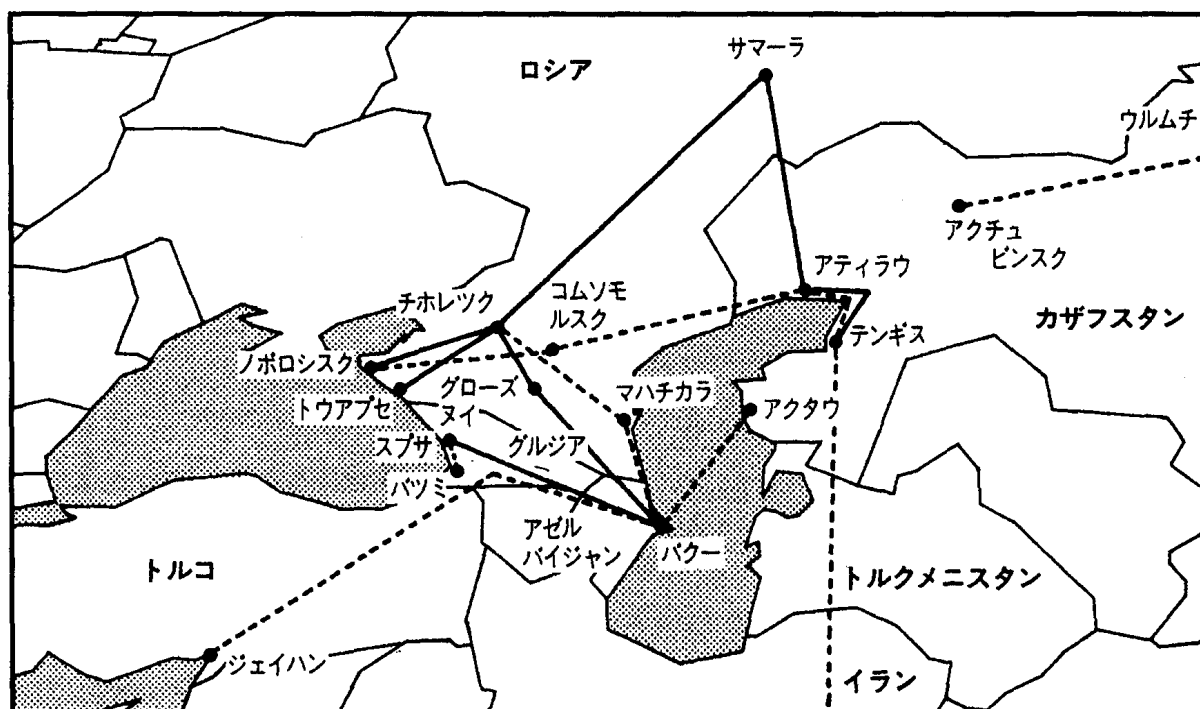 サマーラ
ロシア
ウルムチ
アクチュ
ビンスク
アティラウ
チホレツク
コムソモ
ルスク
カザフスタン
テンギス
ノボロシスク
グローズ
ヌイ
マハチカラ
アクタウ
トウアプセ
スプサ
グルジア
バツミ
アゼル
バイジャン
バクー
トルコ
トルクメニスタン
ジェイハン
イラン